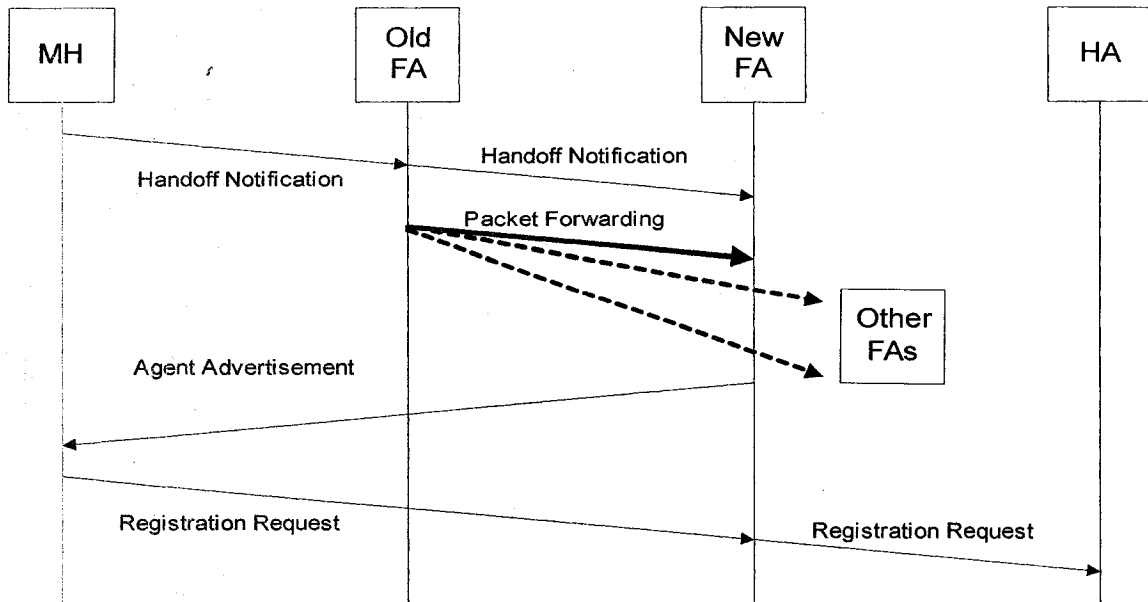 MH
Old
FA
New
FA
HA
Handoff Notification
Handoff Notification
Packet Forwarding
Other
FAs
Agent Advertisement
Registration Request
Registration Request